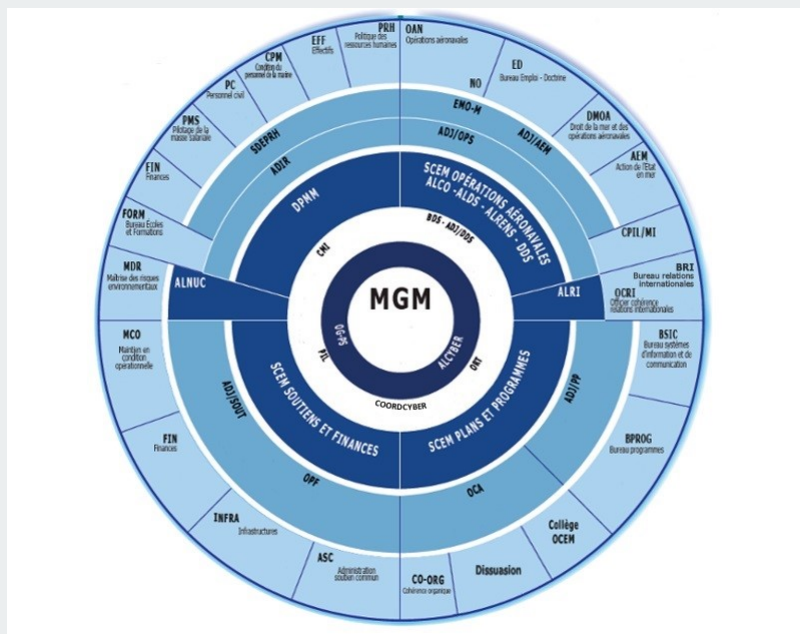 PRH
Politique des
ressources humaines
OAN
Opérations aéronavales
EFF
Effectifs
ED
Bureau Emploi - Doctrine
CPM
Condition du
personnel de la marine
NO
PC
Personnel civil
DMOA
Droit de la mer et des
opérations aéronavales
PMS
Pilotage de la
masse salariale
AEM
Action de l'Etat
en mer
FIN
Finances
FORM
Bureau Ecoles
et Formations
CPIL/MI
MDR
Maîtrise des risques
environnementaux
BRI
Bureau relations
internationales
OCRI
Officier cohérence
relations internationales
SDEPRH
EMO-M
ADJ/AEM
ADIR
ADJ/OPS
DPMM
SCEM OPÉRATIONS AÉRONAVALES
ALCO -ALDS - ALRENS - DDS
ALNUC
ALRI
CMI
BDS - ADJ/DDS
MGM
OG-PS
ALCYBER
PIL
ORT
COORDCYBER
SCEM SOUTIENS ET FINANCES
SCEM PLANS ET PROGRAMMES
ADJ/SOUT
ADJ/PP
OPF
OCA
MCO
Maintien en
condition
operationnelle
BSIC
Bureau systèmes
d'information et de
communication
FIN
Finances
BPROG
Bureau programmes
INFRA
Infrastructures
Collège
OCEM
ASC
Administration
soutien commun
CO-ORG
Cohérence organique
Dissuasion